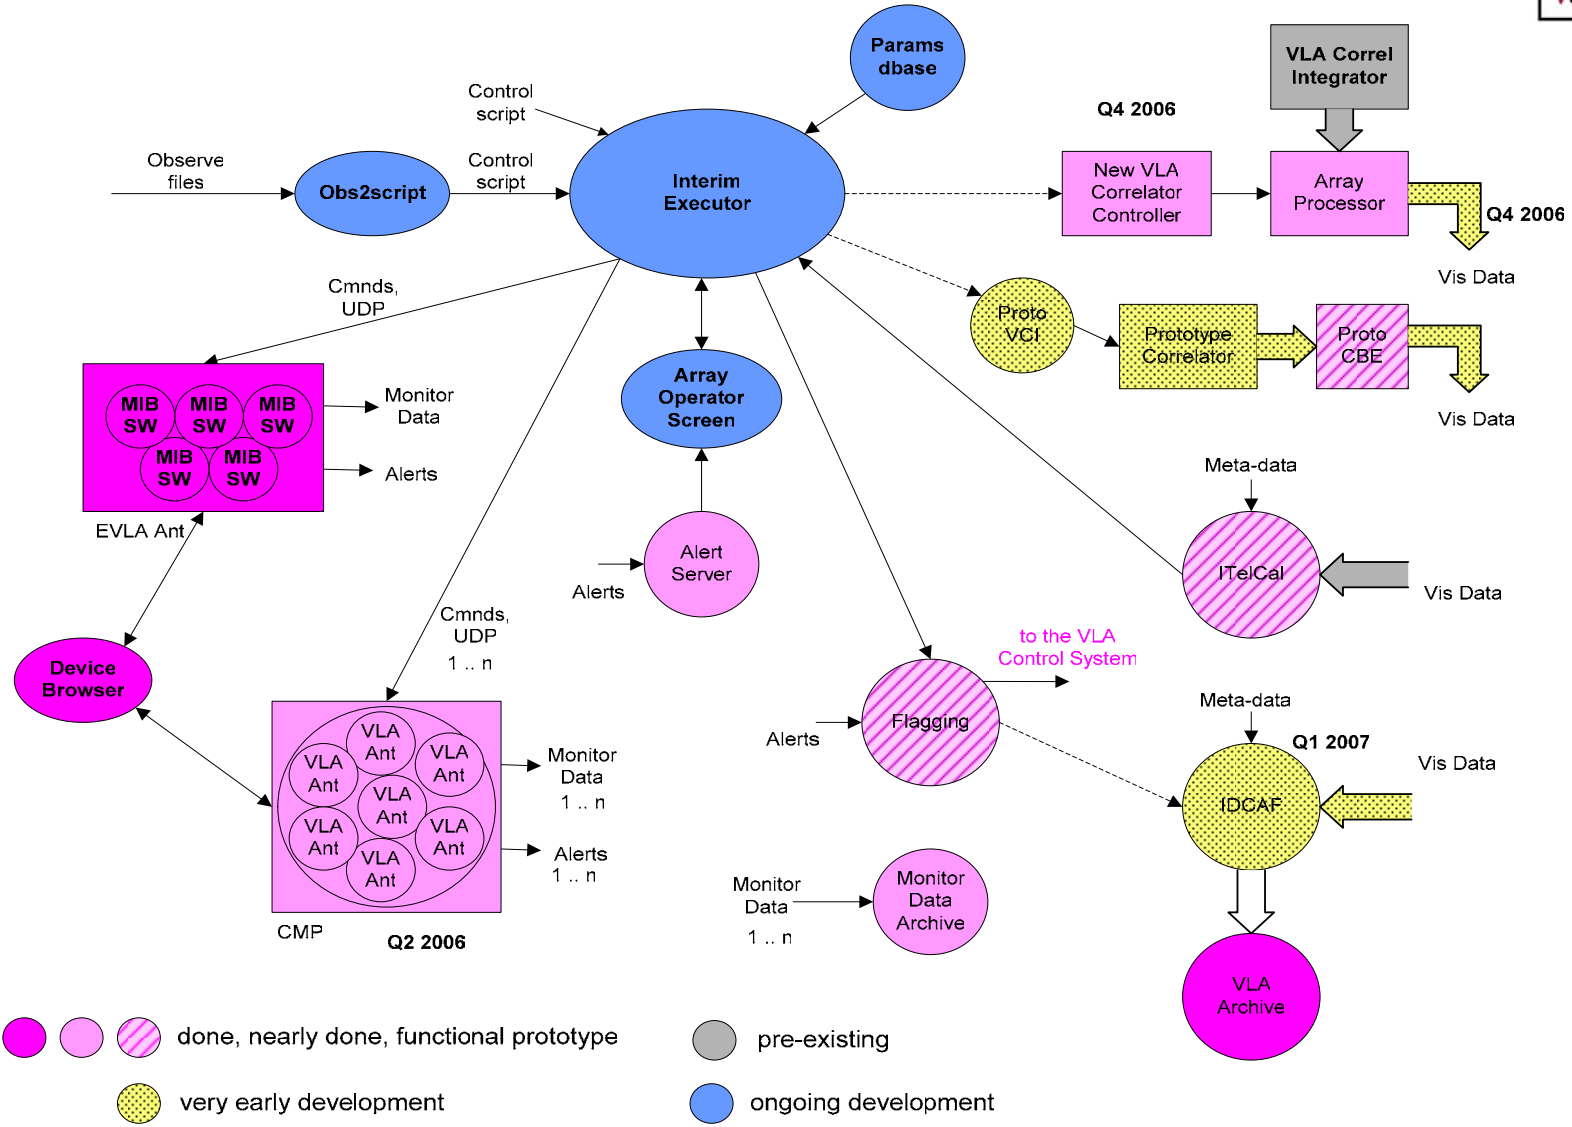 Params
dbase
VLA Correl
Integrator
Control
script
Q4 2006
Observe
files
Obs2script
Control
script
Interim
Executor
New VLA
Correlator
Controller
Array
Processor
Q4 2006
Vis Data
Cmnds,
UDP
Proto
VCI
Prototype
Correlator
Proto
CBE
Vis Data
MIB
SW
MIB
SW
MIB
SW
MIB
SW
MIB
SW
Monitor
Data
Alerts
EVLA Ant
Array
Operator
Screen
Meta-data
ITelCal
Vis Data
Alert
Server
Alerts
Cmnds,
UDP
1 .. n
Device
Browser
to the VLA
Control System
Flagging
Alerts
Meta-data
Q1 2007
Vis Data
IDCAF
VLA
Ant
VLA
Ant
VLA
Ant
VLA
Ant
VLA
Ant
VLA
Ant
VLA
Ant
Monitor
Data
1 .. n
Alerts
1 .. n
CMP
Q2 2006
Monitor
Data
1 .. n
Monitor
Data
Archive
VLA
Archive
done, nearly done, functional prototype
pre-existing
very early development
ongoing development